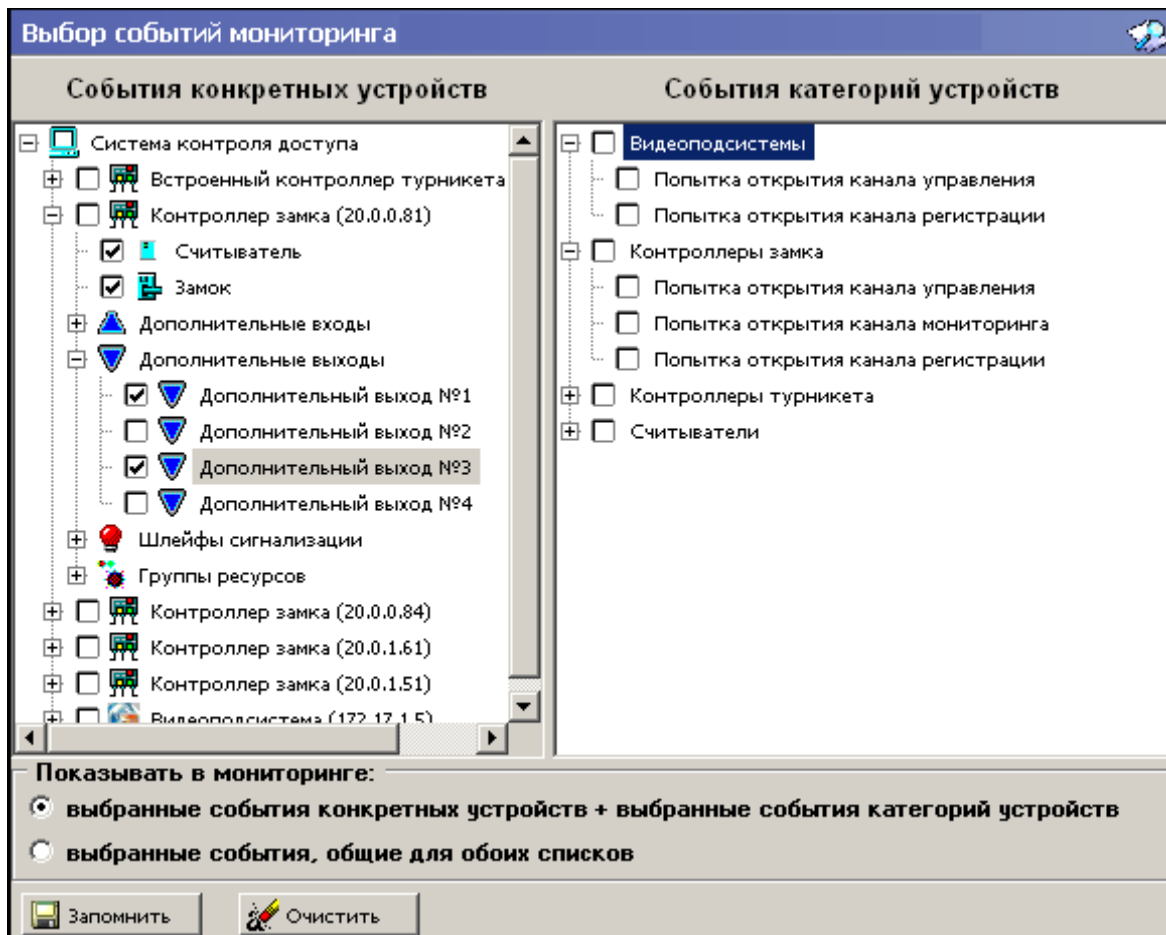 Выбор событий мониторинга
События конкретных устройств
Система контроля доступа
Встроенный контроллер турникета
Контроллер замка (20.0.0.81)
Считыватель
Замок
Дополнительные входы
Дополнительные выходы
Дополнительный выход №1
Дополнительный выход №2
Дополнительный выход №3
Дополнительный выход №4
Шлейфы сигнализации
Группы ресурсов
Контроллер замка (20.0.0.84)
Контроллер замка (20.0.1.61)
Контроллер замка (20.0.1.51)
Видеоподсистема (172.17.1.5)
События категорий устройств
Видеоподсистемы
Попытка открытия канала управления
Попытка открытия канала регистрации
Контроллеры замка
Попытка открытия канала управления
Попытка открытия канала мониторинга
Попытка открытия канала регистрации
Контроллеры турникета
Считыватели
Показывать в мониторинге:
выбранные события конкретных устройств + выбранные события категорий устройств
выбранные события, общие для обоих списков
Запомнить
Очистить